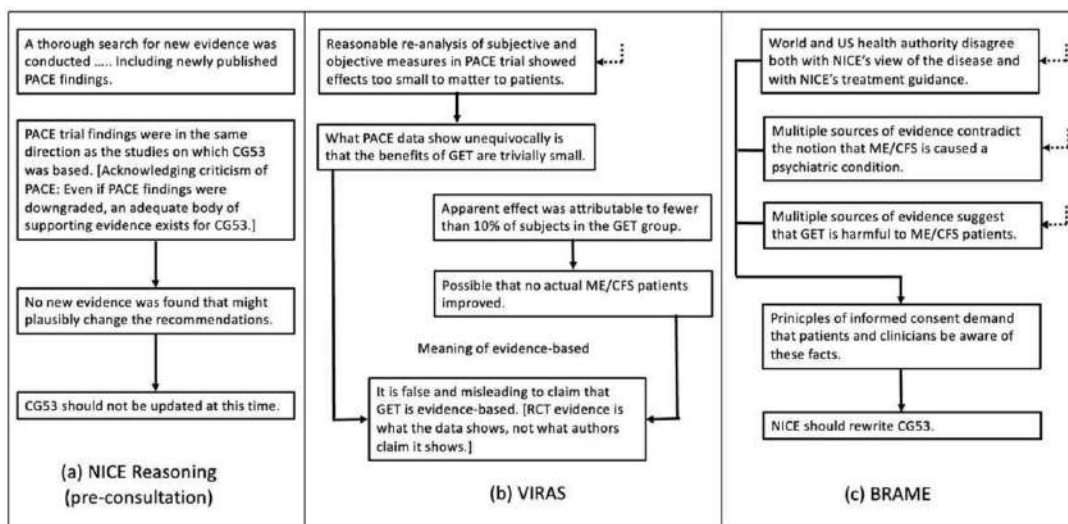 A thorough search for new evidence was
conducted ..... Including newly published
PACE findings.
PACE trial findings were in the same
direction as the studies on which CG53
was based. [Acknowledging criticism of
PACE: Even if PACE findings were
downgraded, an adequate body of
supporting evidence exists for CG53.]
No new evidence was found that might
plausibly change the recommendations.
CG53 should not be updated at this time.
(a) NICE Reasoning
(pre-consultation)
Reasonable re-analysis of subjective and
objective measures in PACE trial showed
effects too small to matter to patients.
What PACE data show unequivocally is
that the benefits of GET are trivially small.
Apparent effect was attributable to fewer
than 10% of subjects in the GET group.
Possible that no actual ME/CFS patients
improved.
Meaning of evidence-based
It is false and misleading to claim that
GET is evidence-based. [RCT evidence is
what the data shows, not what authors
claim it shows.]
(b) VIRAS
World and US health authority disagree
both with NICE's view of the disease and
with NICE's treatment guidance.
Mulitiple sources of evidence contradict
the notion that ME/CFS is caused a
psychiatric condition.
Multiple sources of evidence suggest
that GET is harmful to ME/CFS patients.
Prinicples of informed consent demand
that patients and clinicians be aware of
these facts.
NICE should rewrite CG53.
(c) BRAME